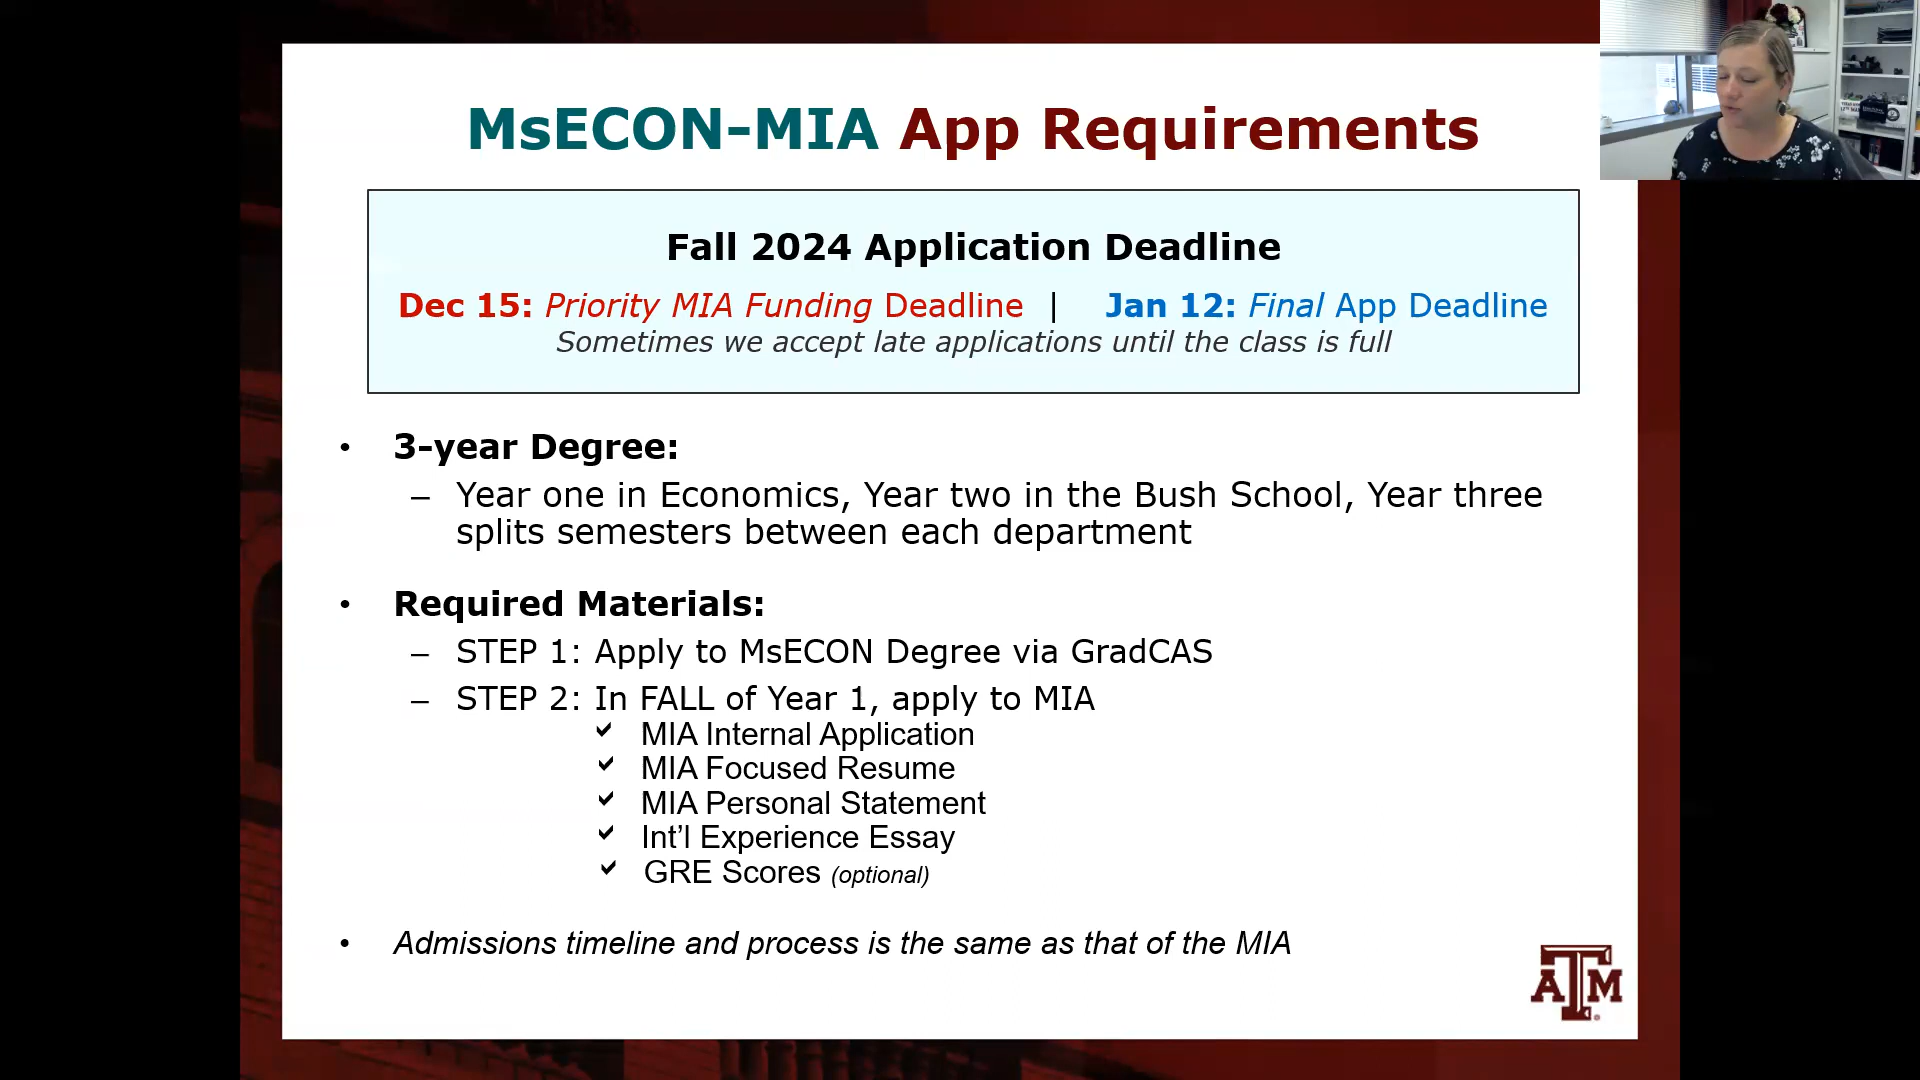 MsECON-MIA App Requirements
Fall 2024 Application Deadline
Dec 15: Priority MIA Funding Deadline | Jan 12: Final App Deadline
Sometimes we accept late applications until the class is full
• 3-year Degree:
– Year one in Economics, Year two in the Bush School, Year three
splits semesters between each department
• Required Materials:
– STEP 1: Apply to MsECON Degree via GradCAS
– STEP 2: In FALL of Year 1, apply to MIA
✓ MIA Internal Application
✓ MIA Focused Resume
✓ MIA Personal Statement
✓ Int’l Experience Essay
✓ GRE Scores (optional)
• Admissions timeline and process is the same as that of the MIA
ATM